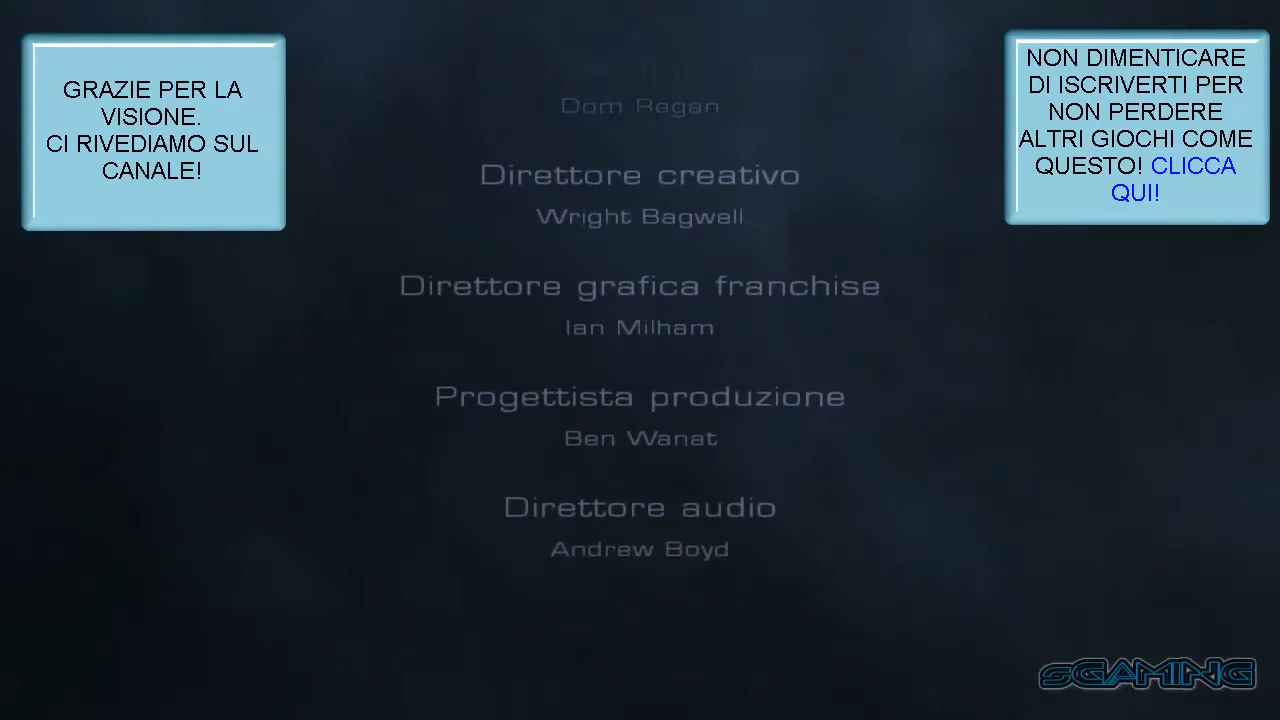 GRAZIE PER LA
VISIONE.
CI RIVEDIAMO SUL
CANALE!
NON DIMENTICARE
DI ISCRIVERTI PER
NON PERDERE
ALTRI GIOCHI COME
QUESTO! CLICCA
QUI!
Dom Regan
Direttore creativo
Wright Bagwell
Direttore grafica franchise
Ian Milham
Progettista produzione
Ben Wanat
Direttore audio
Andrew Boyd
SGAMING